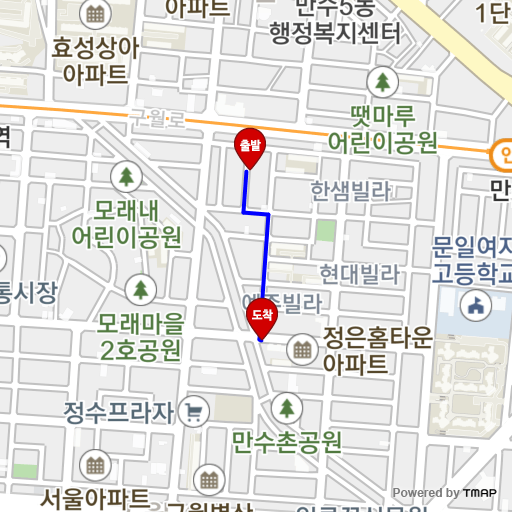 아파트
만수5동
행정복지센터
1단
효성상아
아파트
땟마루
어린이공원
구월로
역
출발
인
한샘빌라
만
모래내
어린이공원
문일여자
고등학교
현대빌라
통시장
도착
모래마을
2호공원
정은홈타운
아파트
정수프라자
만수촌공원
서울아파트
Powered by TMAP